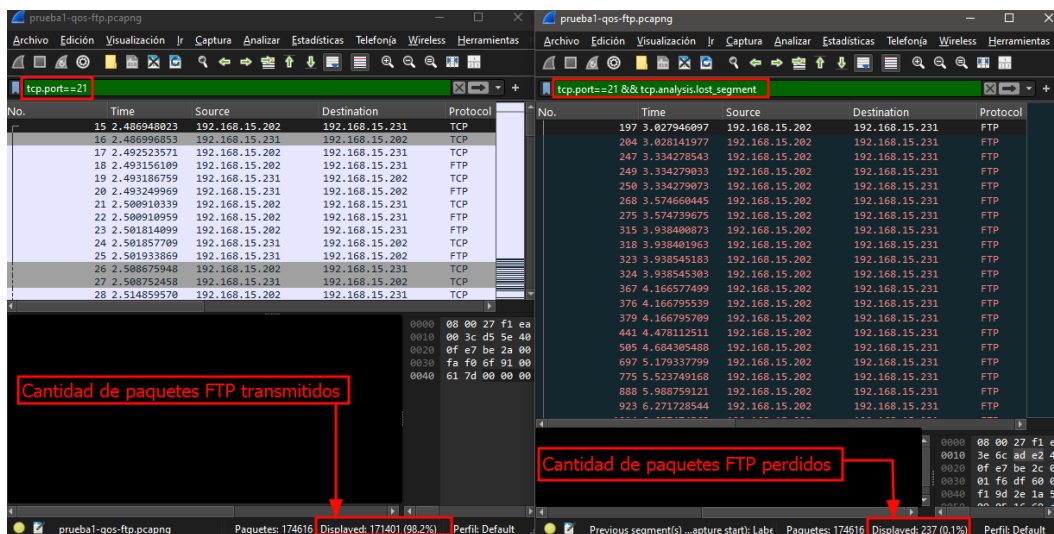 prueba1-qos-ftp.pcapng
Archivo Edición Visualización Ir Captura Analizar Estadísticas Telefonía Wireless Herramientas
tcp.port==21
No. Time Source Destination Protocol
15 2.486948023 192.168.15.202 192.168.15.231 TCP
16 2.486996853 192.168.15.231 192.168.15.202 TCP
17 2.492523571 192.168.15.202 192.168.15.231 TCP
18 2.493156109 192.168.15.202 192.168.15.231 FTP
19 2.493186759 192.168.15.231 192.168.15.202 TCP
20 2.493249969 192.168.15.231 192.168.15.202 FTP
21 2.500910339 192.168.15.202 192.168.15.231 TCP
22 2.500910959 192.168.15.202 192.168.15.231 FTP
23 2.501814099 192.168.15.202 192.168.15.231 FTP
24 2.501857709 192.168.15.231 192.168.15.202 TCP
25 2.501933869 192.168.15.231 192.168.15.202 FTP
26 2.508675948 192.168.15.202 192.168.15.231 TCP
27 2.508752458 192.168.15.231 192.168.15.202 TCP
28 2.514859570 192.168.15.202 192.168.15.231 TCP
0000 08 00 27 f1 ea
0010 00 3c d5 5e 40
0020 0f e7 be 2a 00
0030 fa f0 6f 91 00
0040 61 7d 00 00 00
Cantidad de paquetes FTP transmitidos
prueba1-qos-ftp.pcapng Paquetes: 174616 Displayed: 171401 (98.2%) Perfil: Default
prueba1-qos-ftp.pcapng
Archivo Edición Visualización Ir Captura Analizar Estadísticas Telefonía Wireless Herramientas
tcp.port==21 && tcp.analysis.lost_segment
No. Time Source Destination Protocol
197 3.027946097 192.168.15.202 192.168.15.231 FTP
204 3.028141977 192.168.15.202 192.168.15.231 FTP
247 3.334278543 192.168.15.202 192.168.15.231 FTP
249 3.334279033 192.168.15.202 192.168.15.231 FTP
250 3.334279073 192.168.15.202 192.168.15.231 FTP
268 3.574660445 192.168.15.202 192.168.15.231 FTP
275 3.574739675 192.168.15.202 192.168.15.231 FTP
315 3.938400873 192.168.15.202 192.168.15.231 FTP
318 3.938401963 192.168.15.202 192.168.15.231 FTP
323 3.938545183 192.168.15.202 192.168.15.231 FTP
324 3.938545303 192.168.15.202 192.168.15.231 FTP
367 4.166577499 192.168.15.202 192.168.15.231 FTP
376 4.166795539 192.168.15.202 192.168.15.231 FTP
379 4.166795709 192.168.15.202 192.168.15.231 FTP
441 4.478112511 192.168.15.202 192.168.15.231 FTP
505 4.684305488 192.168.15.202 192.168.15.231 FTP
697 5.179337799 192.168.15.202 192.168.15.231 FTP
775 5.523749168 192.168.15.202 192.168.15.231 FTP
888 5.988759121 192.168.15.202 192.168.15.231 FTP
923 6.271728544 192.168.15.202 192.168.15.231 FTP
0000 08 00 27 f1
0010 3e 6c ad e2
0020 0f e7 be 2c
0030 01 f6 df 60
0040 f1 9d 2e 1a
Cantidad de paquetes FTP perdidos
Previous segment(s) ...apture start): Labe Paquetes: 174616 Displayed: 237 (0.1%) Perfil: Default